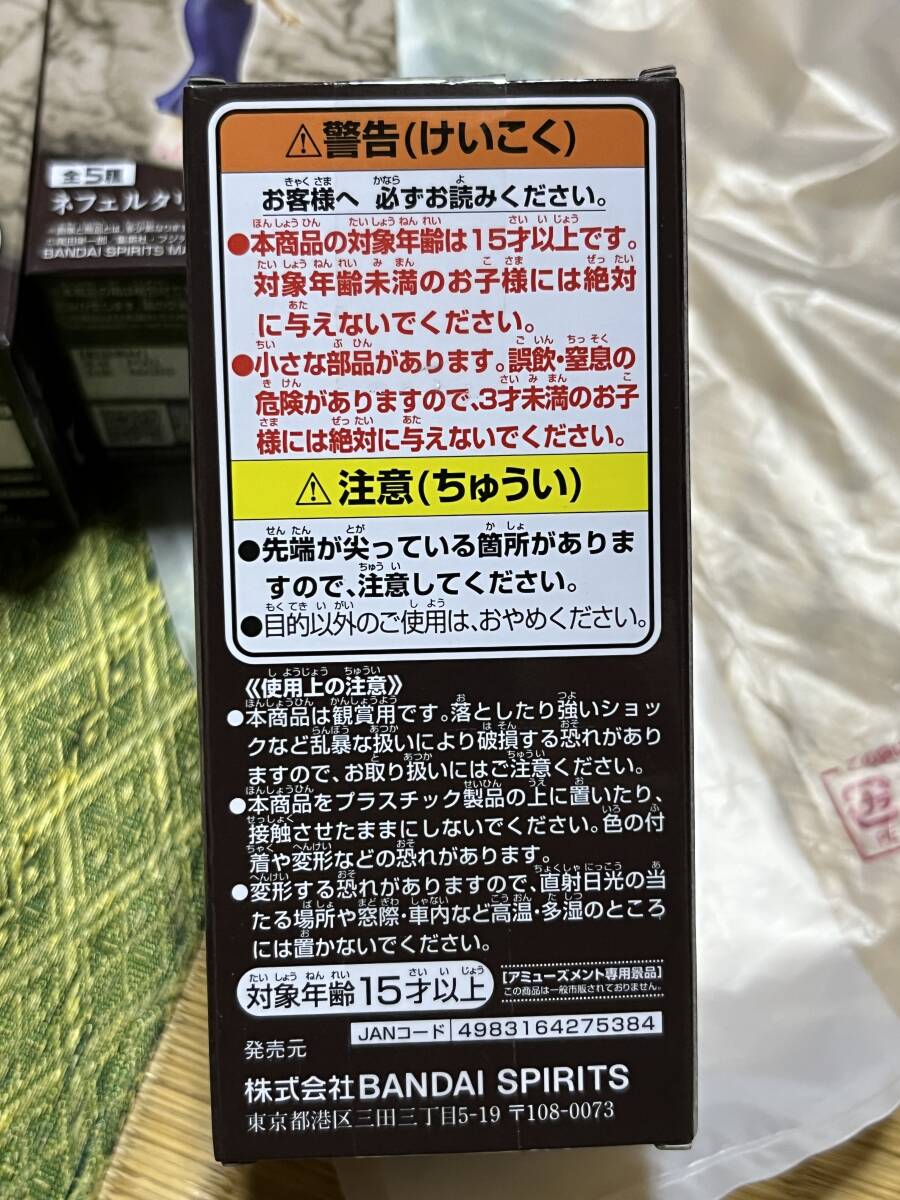 全5種
ネフェルタリ
BANDAI SPIRITS MA
⚠警告(けいこく)
お客様へ 必ずお読みください。
●本商品の対象年齢は15才以上です。
対象年齢未満のお子様には絶対
に与えないでください。
●小さな部品があります。誤飲・窒息の
危険がありますので、3才未満のお子
様には絶対に与えないでください。
⚠注意(ちゅうい)
●先端が尖っている箇所がありま
すので、注意してください。
●目的以外のご使用は、おやめください。
《使用上の注意》
●本商品は観賞用です。落としたり強いショッ
クなど乱暴な扱いにより破損する恐れがあり
ますので、お取り扱いにはご注意ください。
●本商品をプラスチック製品の上に置いたり、
接触させたままにしないでください。色の付
着や変形などの恐れがあります。
●変形する恐れがありますので、直射日光の当
たる場所や窓際・車内など高温・多湿のところ
には置かないでください。
対象年齢15才以上
[アミューズメント専用景品]
この商品は一般市販されておりません。
JANコード 4983164275384
発売元
株式会社BANDAI SPIRITS
東京都港区三田三丁目5-19 〒108-0073